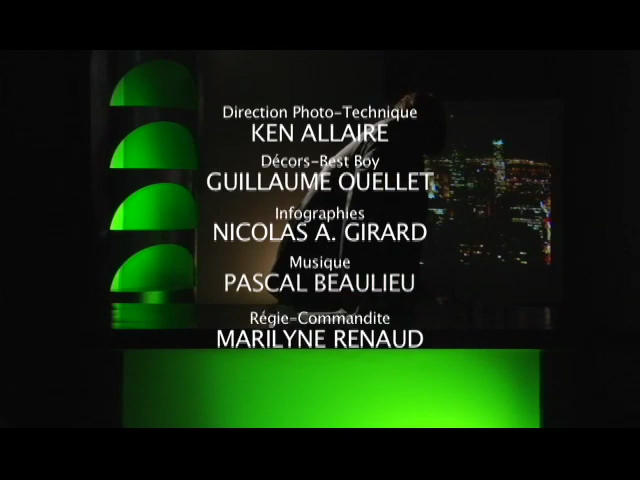 Direction Photo-Technique
KEN ALLAIRE
Décors-Best Boy
GUILLAUME OUELLET
Infographies
NICOLAS A. GIRARD
Musique
PASCAL BEAULIEU
Régie-Commandite
MARILYNE RENAUD